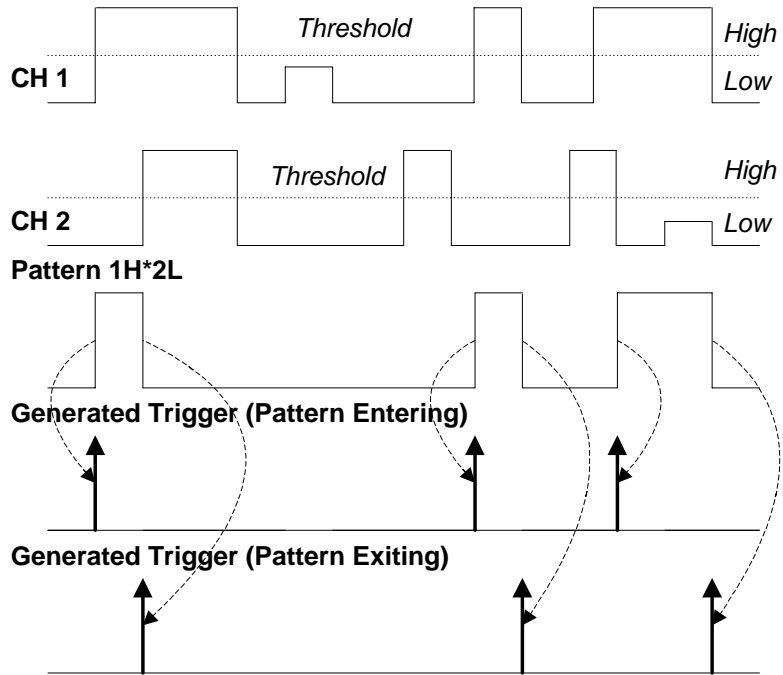 Threshold
High
CH 1
Low
High
Threshold
CH 2
Low
Pattern 1H*2L
Generated Trigger (Pattern Entering)
Generated Trigger (Pattern Exiting)